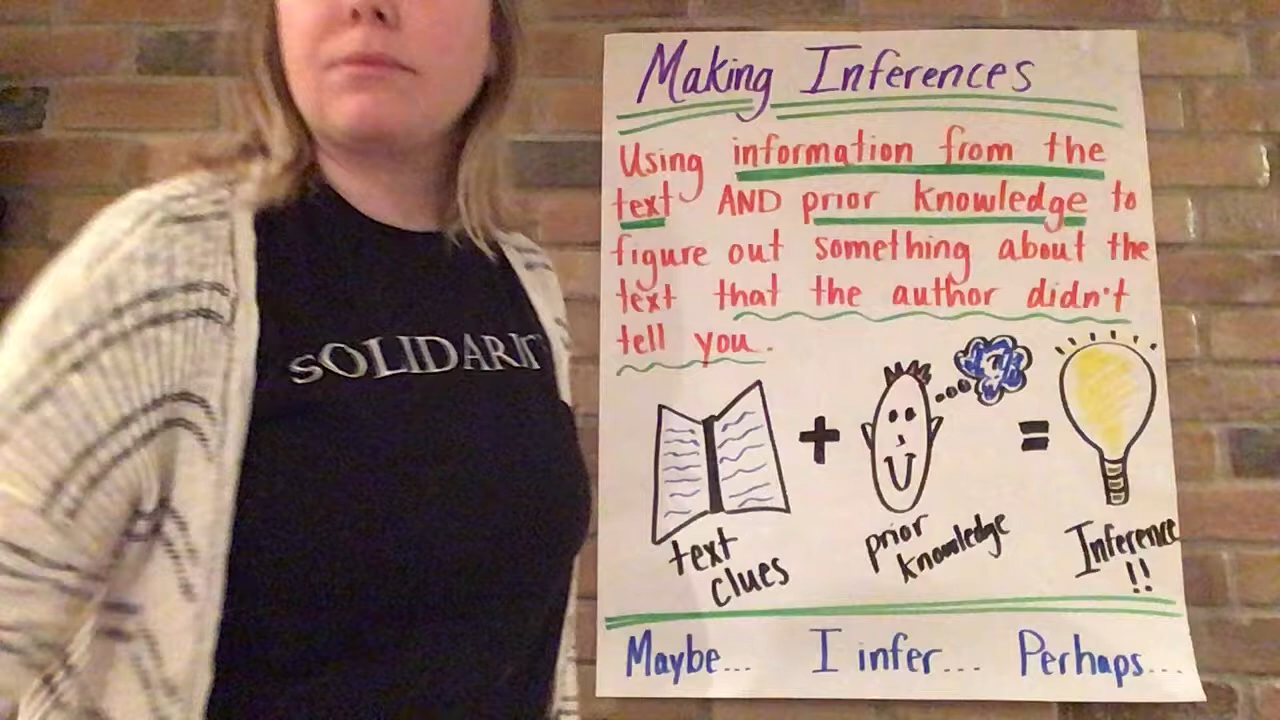 SOLIDARIT
Making Inferences
Using information from the
text AND prior knowledge to
figure out something about the
text that the author didn't
tell you.
+ =
text
clues
prior
knowledge
Inference
!!
Maybe... I infer... Perhaps...